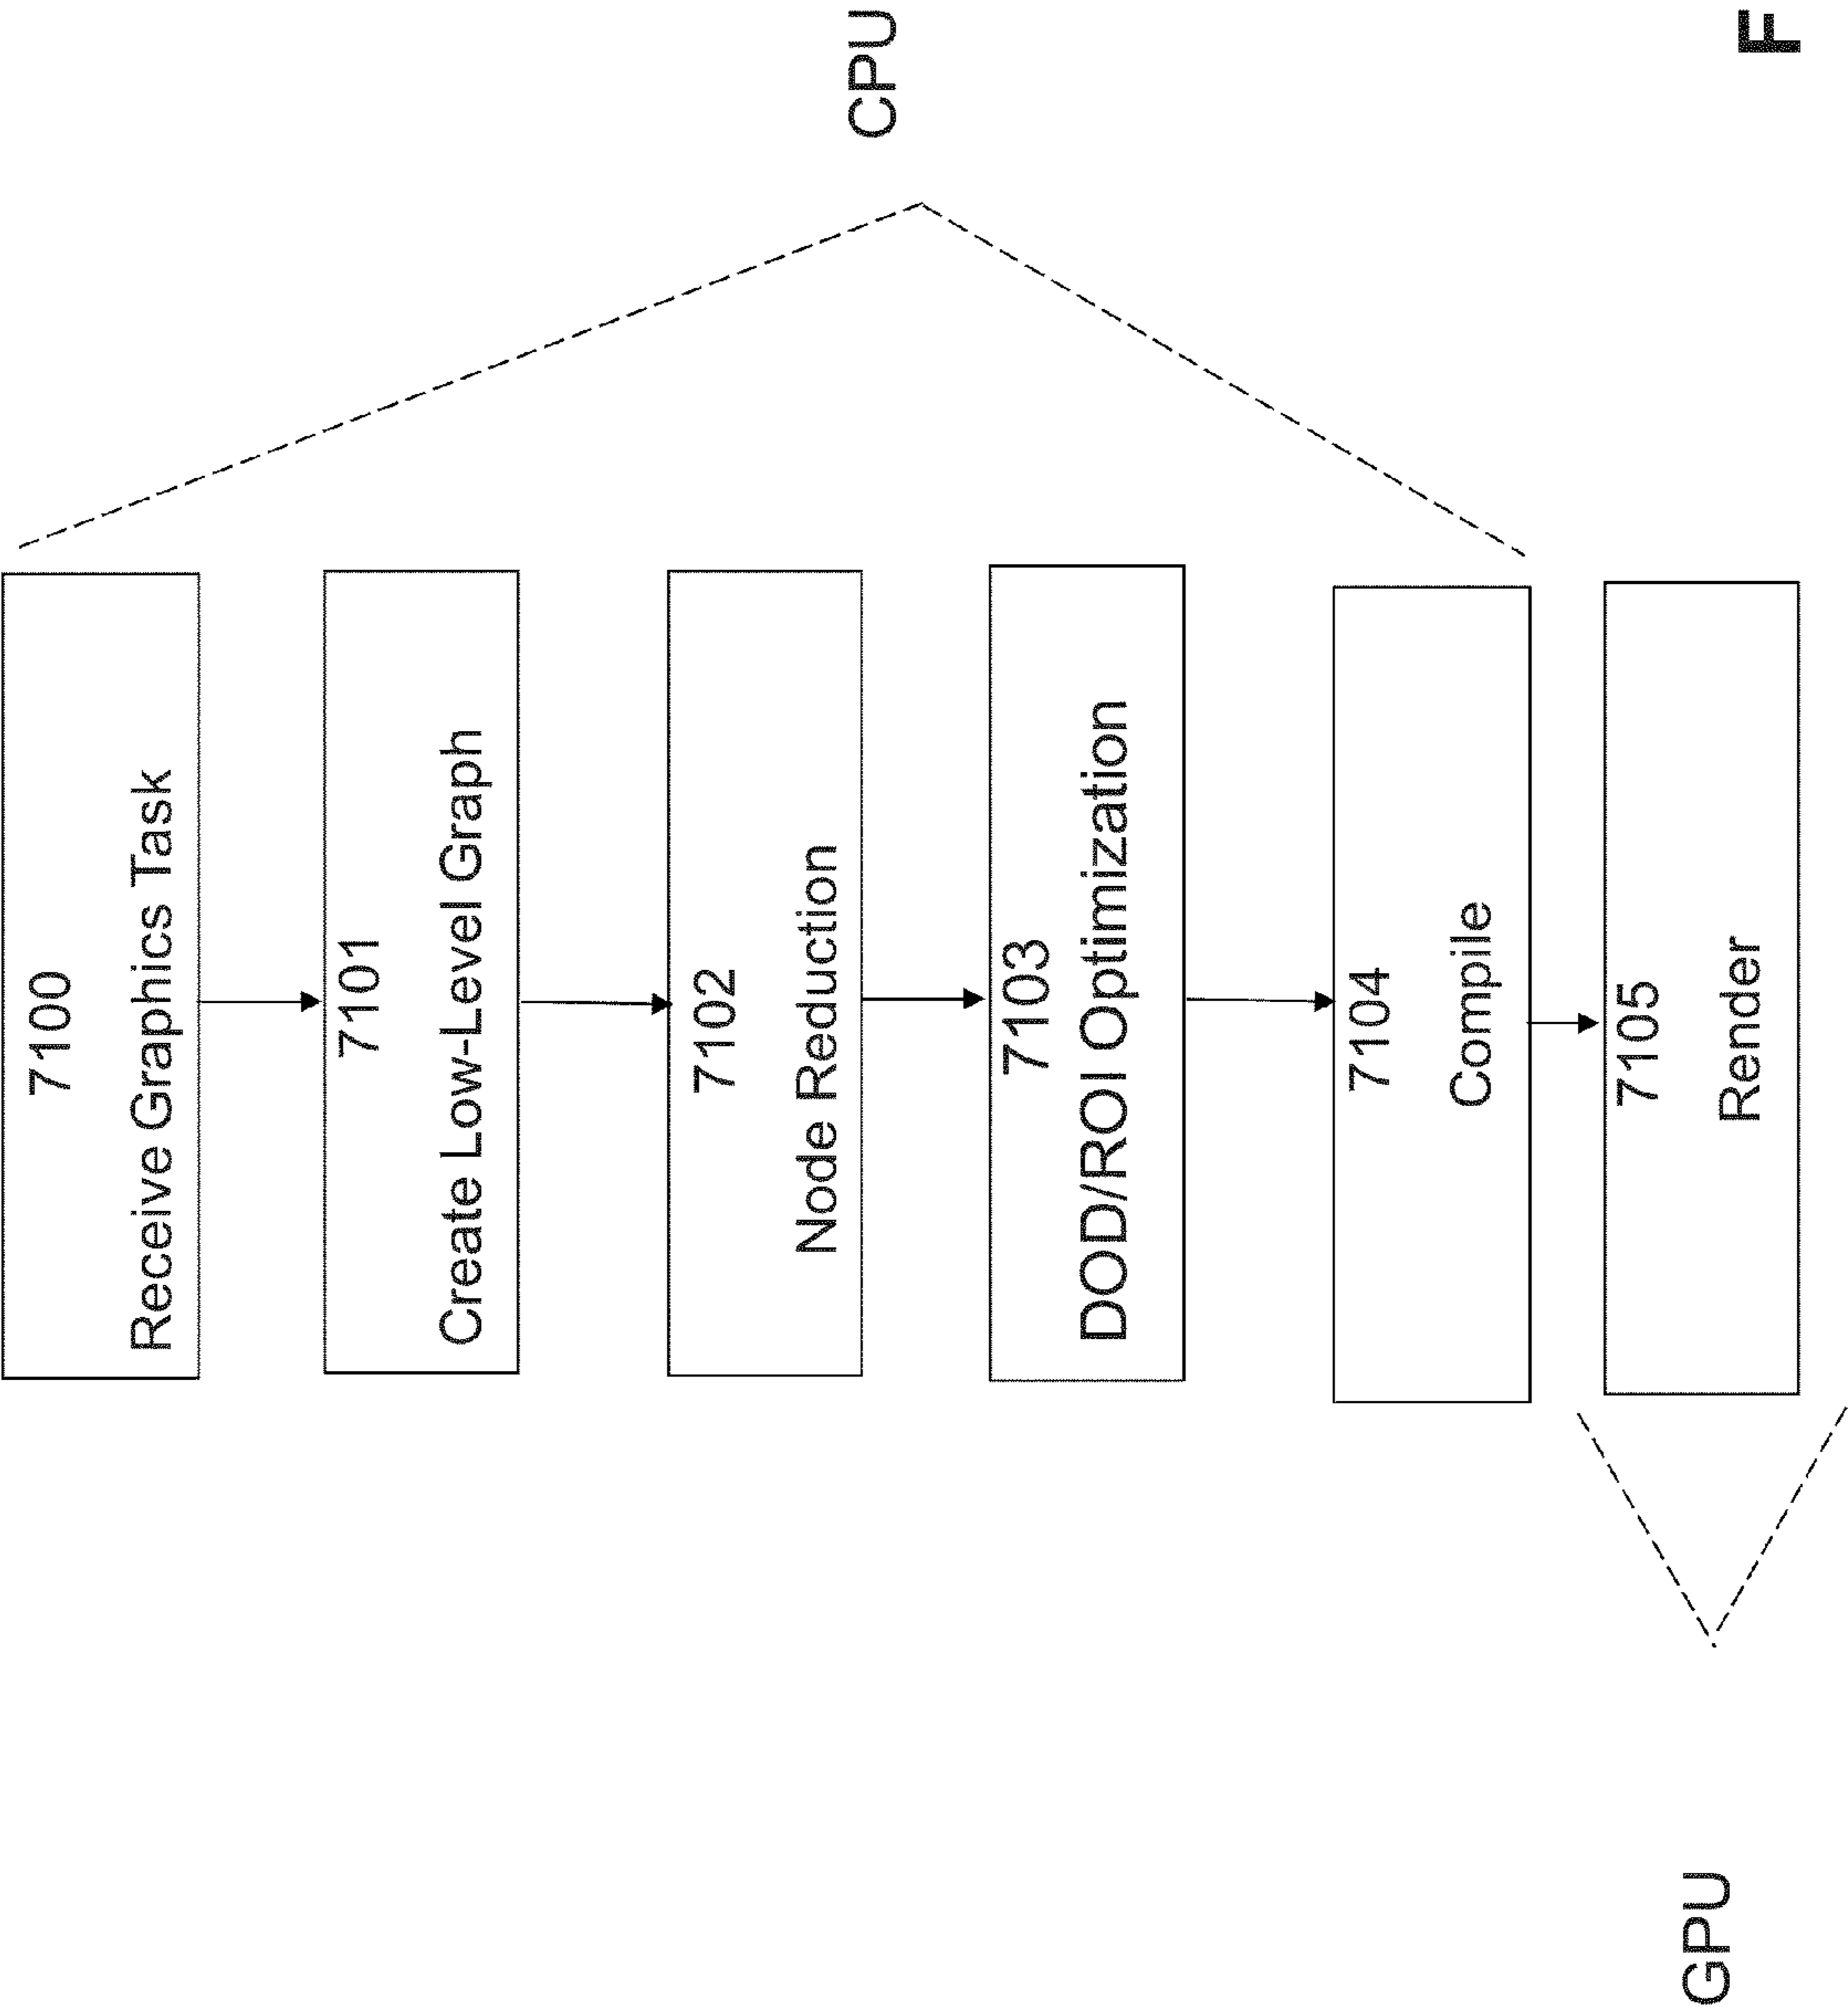 7100
Receive Graphics Task
7101
Create Low-Level Graph
7102
Node Reduction
7103
DOD/ROI Optimization
7104
Compile
7105
Render
CPU
GPU
F